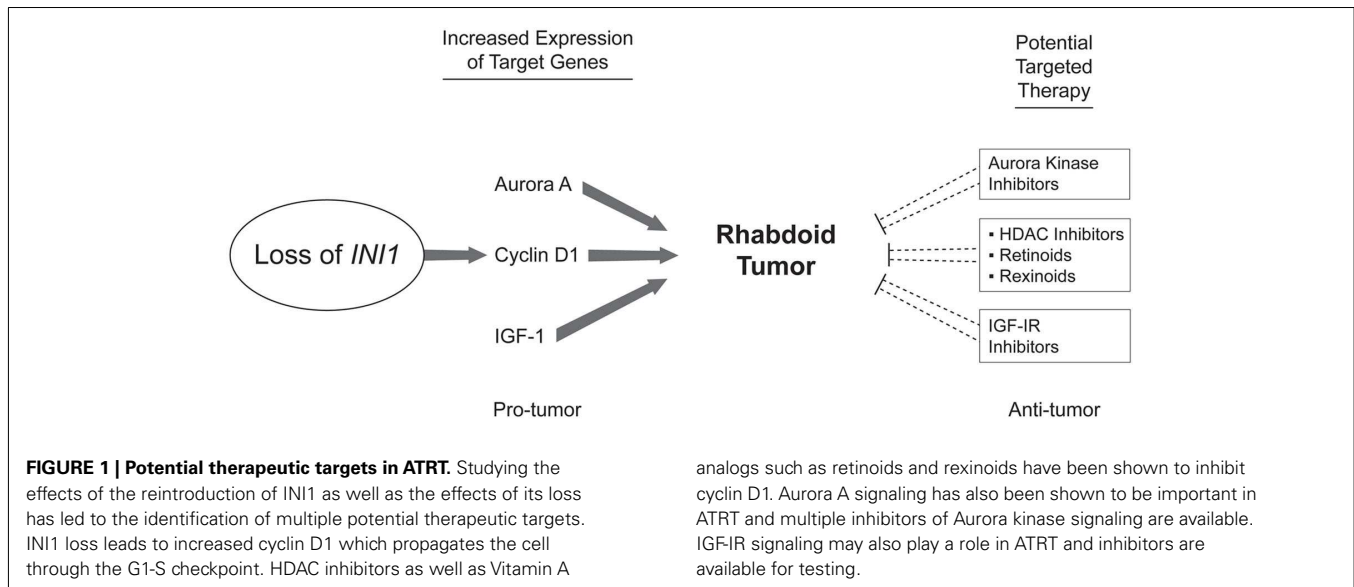 Increased Expression
of Target Genes
Potential
Targeted
Therapy
Loss of INI1
Aurora A
Cyclin D1
IGF-1
Rhabdoid
Tumor
Aurora Kinase
Inhibitors
▪ HDAC Inhibitors
▪ Retinoids
▪ Rexinoids
IGF-IR
Inhibitors
Pro-tumor
Anti-tumor
FIGURE 1 | Potential therapeutic targets in ATRT. Studying the
effects of the reintroduction of INI1 as well as the effects of its loss
has led to the identification of multiple potential therapeutic targets.
INI1 loss leads to increased cyclin D1 which propagates the cell
through the G1-S checkpoint. HDAC inhibitors as well as Vitamin A
analogs such as retinoids and rexinoids have been shown to inhibit
cyclin D1. Aurora A signaling has also been shown to be important in
ATRT and multiple inhibitors of Aurora kinase signaling are available.
IGF-IR signaling may also play a role in ATRT and inhibitors are
available for testing.